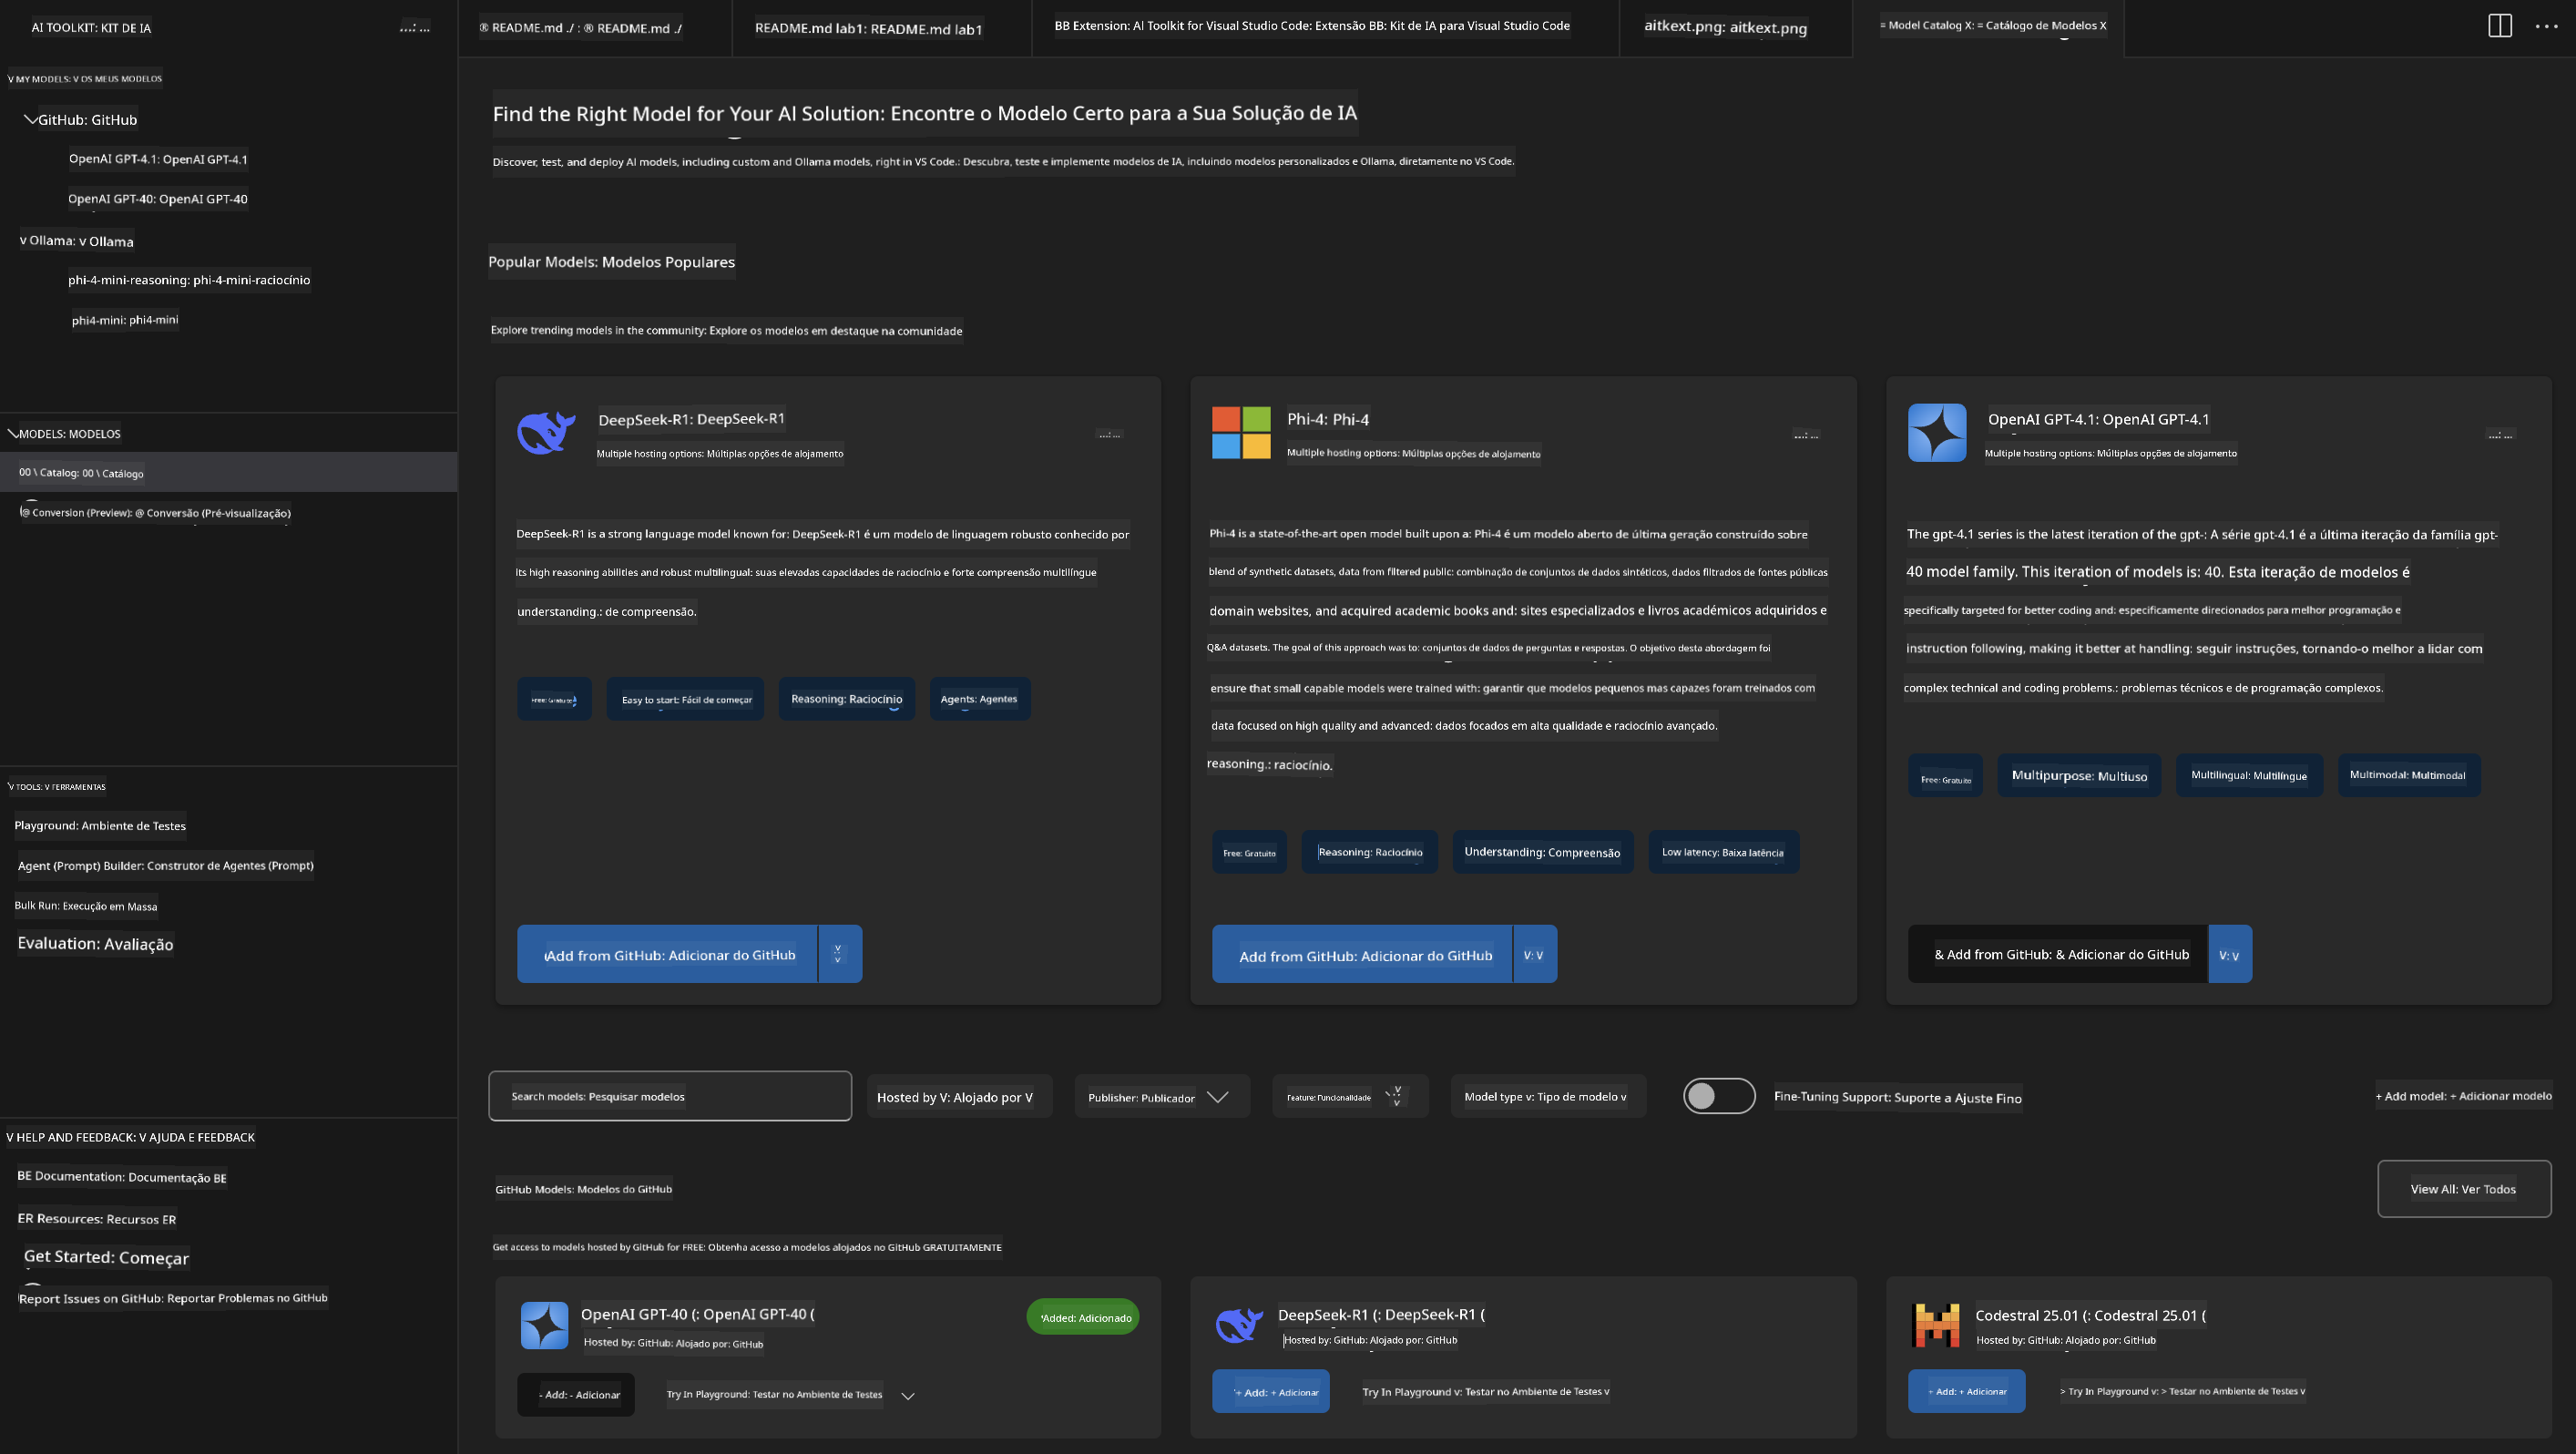 AI TOOLKIT: KIT DE IA
...: ...
® README.md ./ : ® README.md ./
README.md lab1: README.md lab1
BB Extension: AI Toolkit for Visual Studio Code: Extensão BB: Kit de IA para Visual Studio Code
aitkext.png: aitkext.png
= Model Catalog X: = Catálogo de Modelos X
V MY MODELS: V OS MEUS MODELOS
GitHub: GitHub
OpenAI GPT-4.1: OpenAI GPT-4.1
OpenAI GPT-40: OpenAI GPT-40
v Ollama: v Ollama
phi-4-mini-reasoning: phi-4-mini-raciocínio
phi4-mini: phi4-mini
MODELS: MODELOS
00 \ Catalog: 00 \ Catálogo
@ Conversion (Preview): @ Conversão (Pré-visualização)
V TOOLS: V FERRAMENTAS
Playground: Ambiente de Testes
Agent (Prompt) Builder: Construtor de Agentes (Prompt)
Bulk Run: Execução em Massa
Evaluation: Avaliação
V HELP AND FEEDBACK: V AJUDA E FEEDBACK
BE Documentation: Documentação BE
ER Resources: Recursos ER
Get Started: Começar
Report Issues on GitHub: Reportar Problemas no GitHub
Find the Right Model for Your AI Solution: Encontre o Modelo Certo para a Sua Solução de IA
Discover, test, and deploy AI models, including custom and Ollama models, right in VS Code.: Descubra, teste e implemente modelos de IA, incluindo modelos personalizados e Ollama, diretamente no VS Code.
Popular Models: Modelos Populares
Explore trending models in the community: Explore os modelos em destaque na comunidade
DeepSeek-R1: DeepSeek-R1
...: ...
Multiple hosting options: Múltiplas opções de alojamento
DeepSeek-R1 is a strong language model known for: DeepSeek-R1 é um modelo de linguagem robusto conhecido por
its high reasoning abilities and robust multilingual: suas elevadas capacidades de raciocínio e forte compreensão multilíngue
understanding.: de compreensão.
Free: Gratuito
Easy to start: Fácil de começar
Reasoning: Raciocínio
Agents: Agentes
Add from GitHub: Adicionar do GitHub
v: v
Phi-4: Phi-4
...: ...
Multiple hosting options: Múltiplas opções de alojamento
Phi-4 is a state-of-the-art open model built upon a: Phi-4 é um modelo aberto de última geração construído sobre
blend of synthetic datasets, data from filtered public: combinação de conjuntos de dados sintéticos, dados filtrados de fontes públicas
domain websites, and acquired academic books and: sites especializados e livros académicos adquiridos e
Q&A datasets. The goal of this approach was to: conjuntos de dados de perguntas e respostas. O objetivo desta abordagem foi
ensure that small capable models were trained with: garantir que modelos pequenos mas capazes foram treinados com
data focused on high quality and advanced: dados focados em alta qualidade e raciocínio avançado.
reasoning.: raciocínio.
Free: Gratuito
Reasoning: Raciocínio
Understanding: Compreensão
Low latency: Baixa latência
Add from GitHub: Adicionar do GitHub
V: V
OpenAI GPT-4.1: OpenAI GPT-4.1
...: ...
Multiple hosting options: Múltiplas opções de alojamento
The gpt-4.1 series is the latest iteration of the gpt-: A série gpt-4.1 é a última iteração da família gpt-
40 model family. This iteration of models is: 40. Esta iteração de modelos é
specifically targeted for better coding and: especificamente direcionados para melhor programação e
instruction following, making it better at handling: seguir instruções, tornando-o melhor a lidar com
complex technical and coding problems.: problemas técnicos e de programação complexos.
Free: Gratuito
Multipurpose: Multiuso
Multilingual: Multilíngue
Multimodal: Multimodal
& Add from GitHub: & Adicionar do GitHub
V: V
Search models: Pesquisar modelos
Hosted by V: Alojado por V
Publisher: Publicador
Feature: Funcionalidade
v: v
Model type v: Tipo de modelo v
Fine-Tuning Support: Suporte a Ajuste Fino
+ Add model: + Adicionar modelo
GitHub Models: Modelos do GitHub
View All: Ver Todos
Get access to models hosted by GitHub for FREE: Obtenha acesso a modelos alojados no GitHub GRATUITAMENTE
OpenAI GPT-40 (: OpenAI GPT-40 (
'Added: Adicionado
Hosted by: GitHub: Alojado por: GitHub
- Add: - Adicionar
Try In Playground: Testar no Ambiente de Testes
DeepSeek-R1 (: DeepSeek-R1 (
Hosted by: GitHub: Alojado por: GitHub
'+ Add: + Adicionar
Try In Playground v: Testar no Ambiente de Testes v
Codestral 25.01 (: Codestral 25.01 (
Hosted by: GitHub: Alojado por: GitHub
+ Add: + Adicionar
> Try In Playground v: > Testar no Ambiente de Testes v